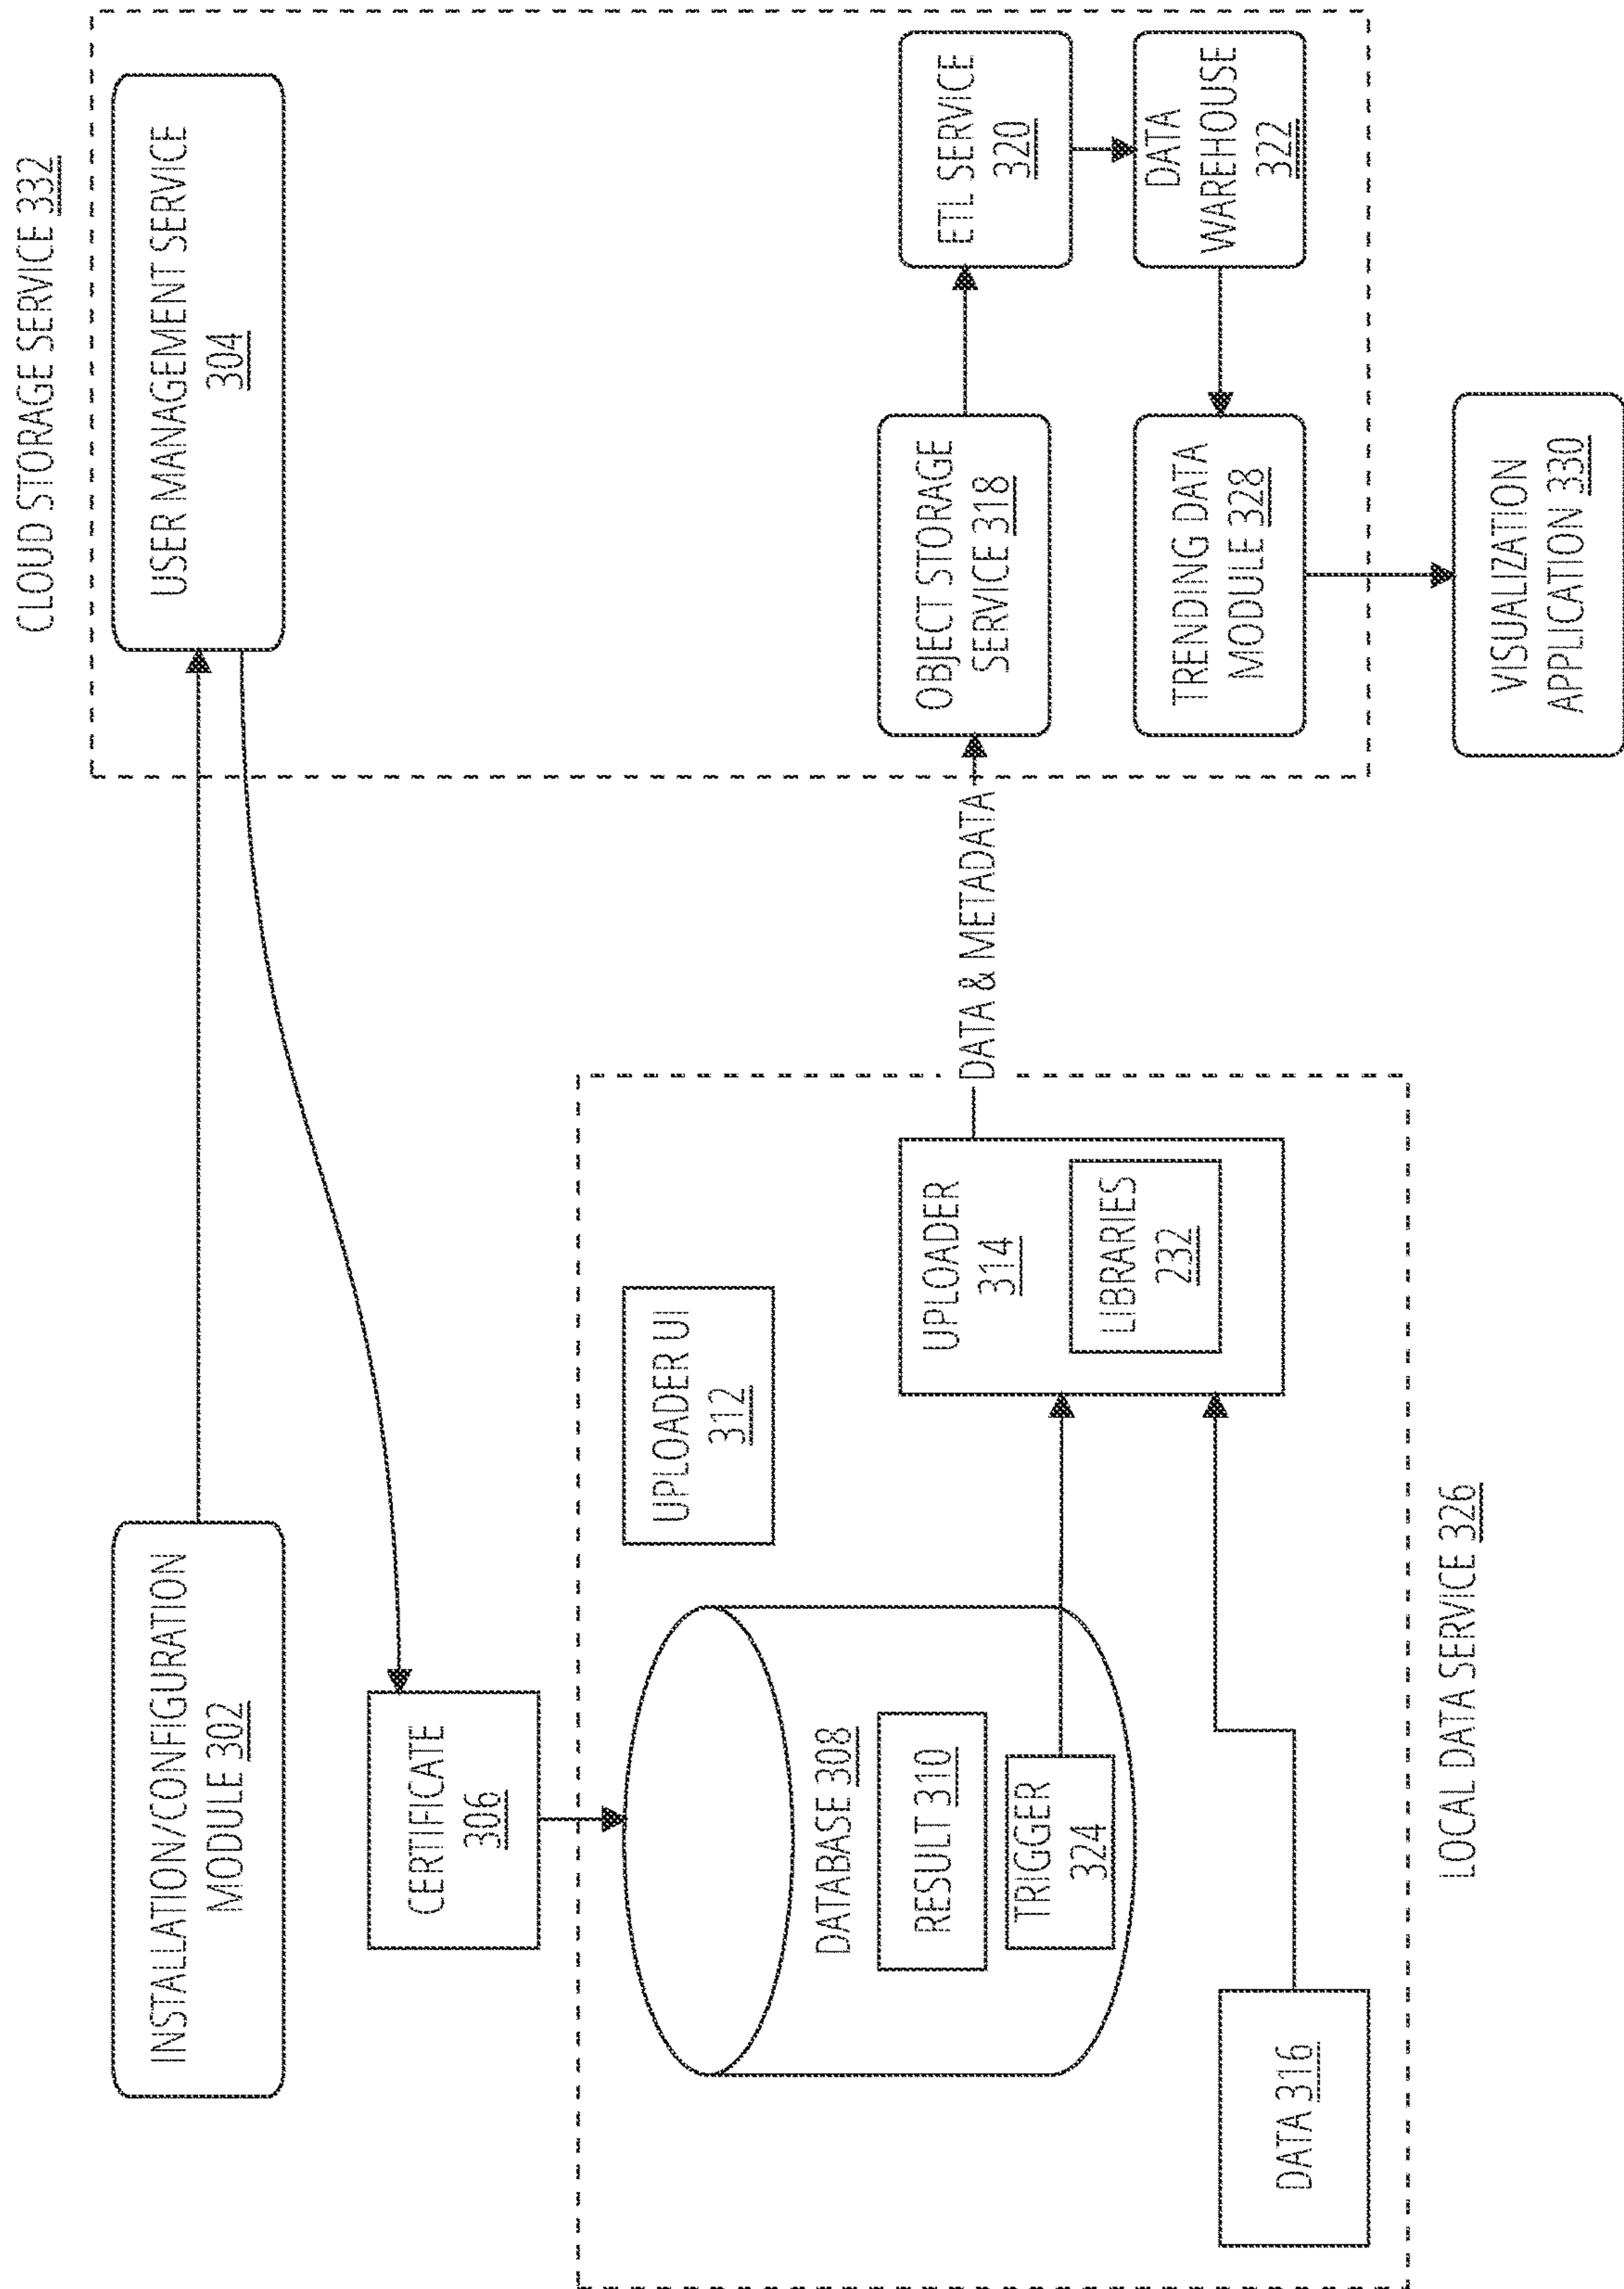 CLOUD STORAGE SERVICE 332
INSTALLATION/CONFIGURATION
MODULE 302
USER MANAGEMENT SERVICE
304
CERTIFICATE
306
UPLOADER UI
312
DATABASE 308
RESULT 310
TRIGGER
324
UPLOADER
314
LIBRARIES
232
DATA & METADATA
OBJECT STORAGE
SERVICE 318
ETL SERVICE
320
DATA
WAREHOUSE
322
TRENDING DATA
MODULE 328
DATA 316
LOCAL DATA SERVICE 326
VISUALIZATION
APPLICATION 330